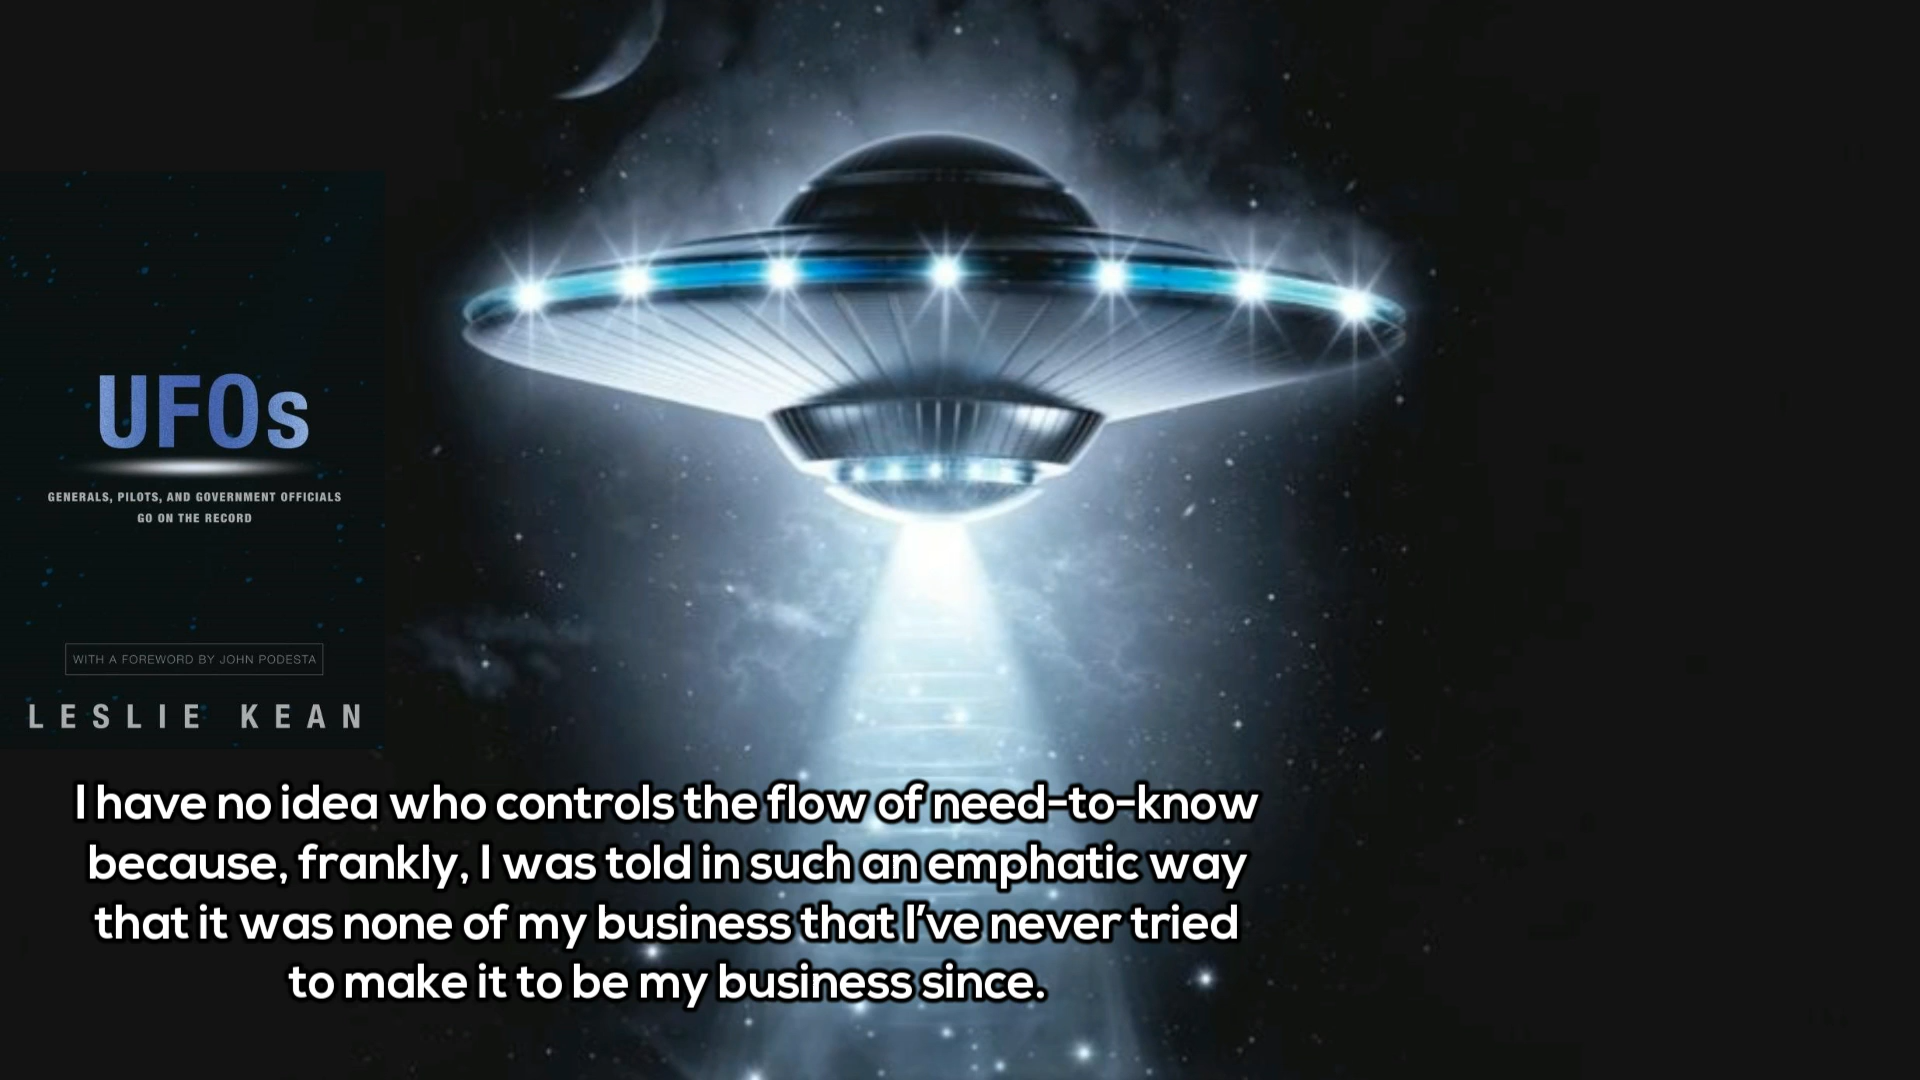 UFOs
GENERALS, PILOTS, AND GOVERNMENT OFFICIALS
GO ON THE RECORD
WITH A FOREWORD BY JOHN PODESTA
LESLIE KEAN
I have no idea who controls the flow of need-to-know
because, frankly, I was told in such an emphatic way
that it was none of my business that I've never tried
to make it to be my business since.